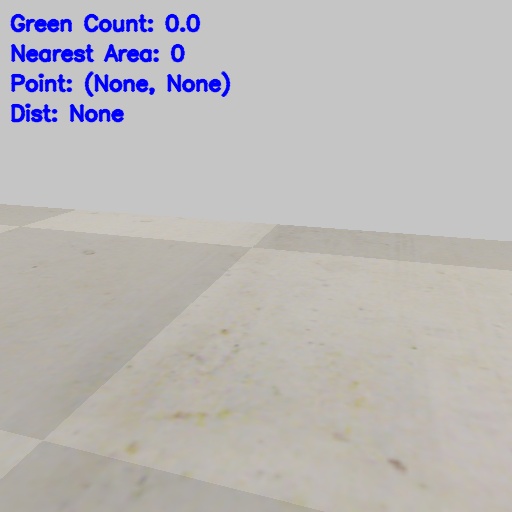 Green Count: 0.0
Nearest Area: 0
Point: (None, None)
Dist: None